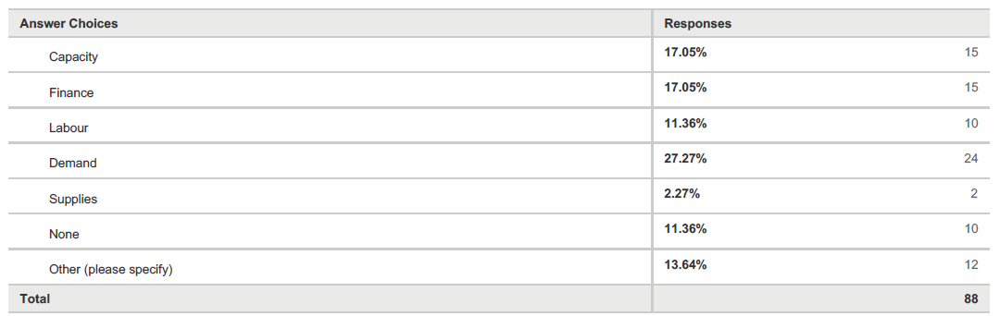 Answer Choices Responses
Capacity 17.05% 15
Finance 17.05% 15
Labour 11.36% 10
Demand 27.27% 24
Supplies 2.27% 2
None 11.36% 10
Other (please specify) 13.64% 12
Total 88